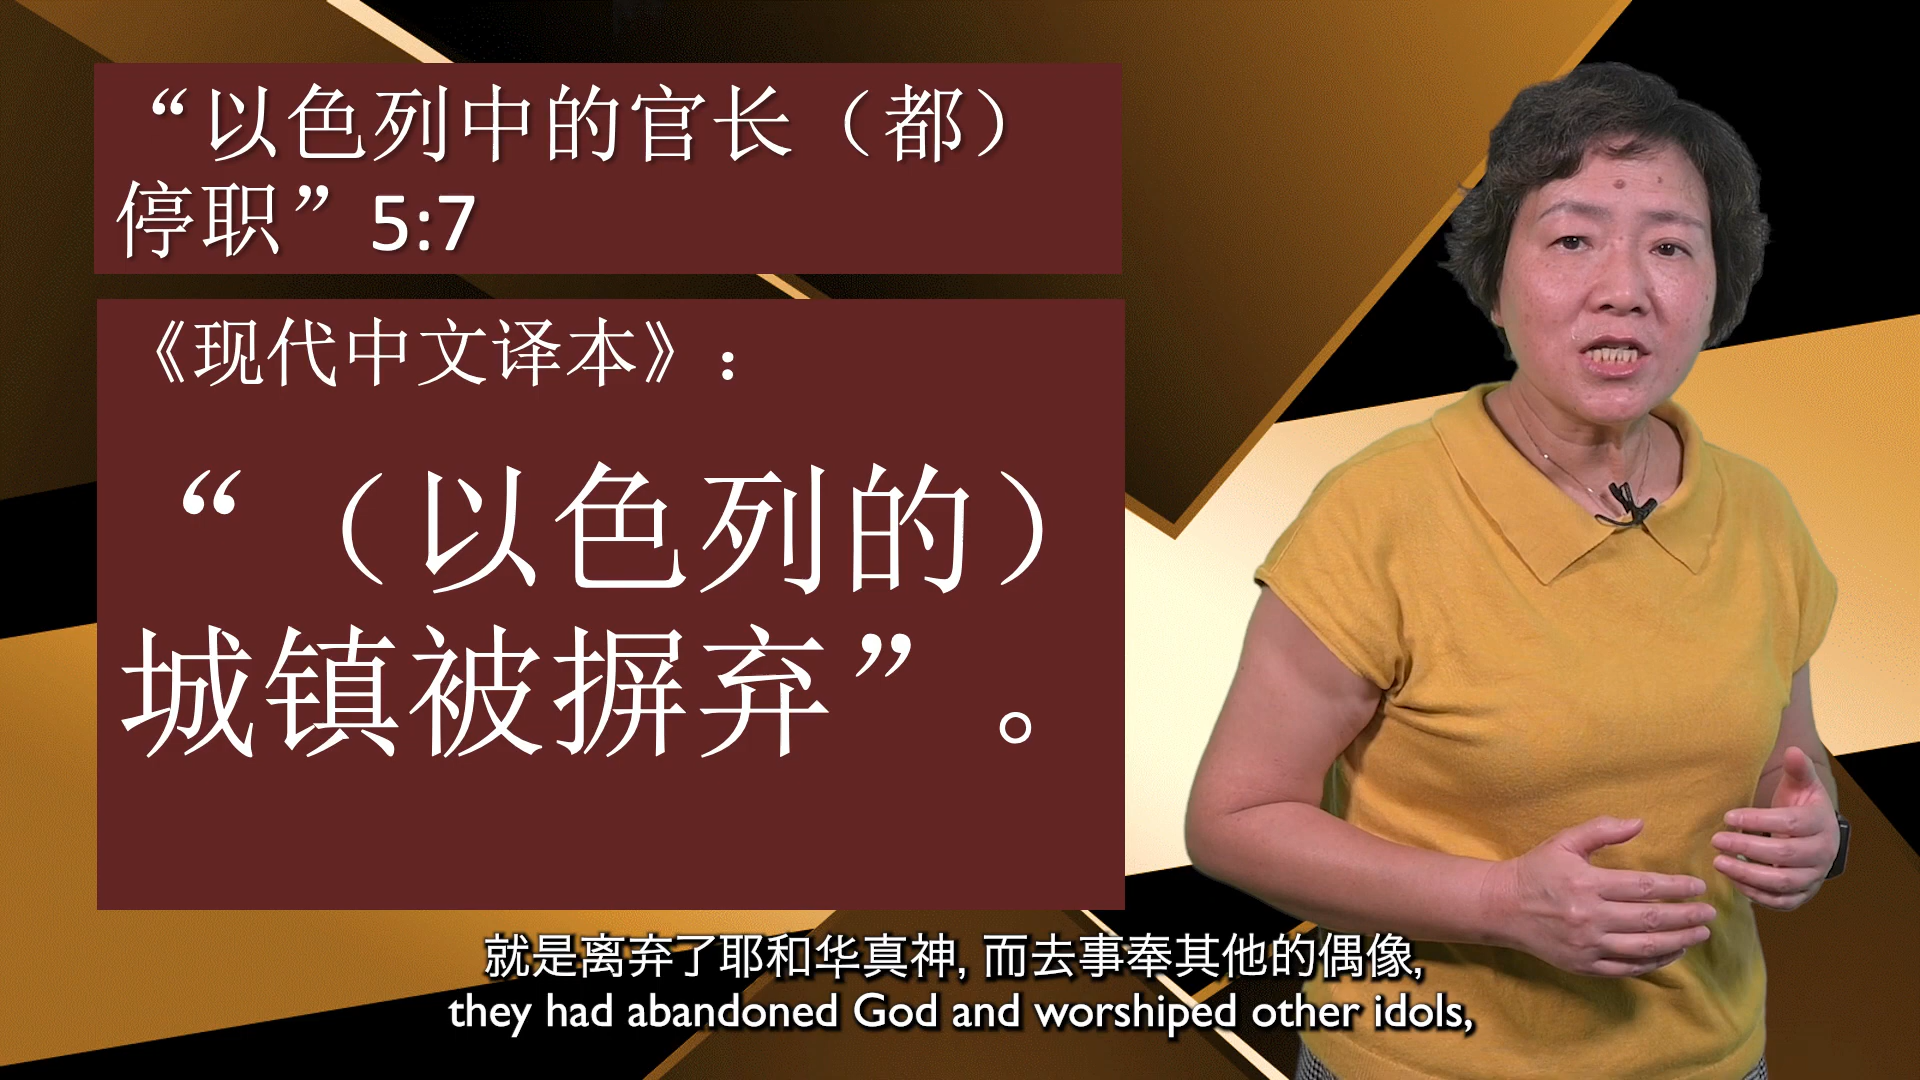 “以色列中的官长（都）
停职”5:7
《现代中文译本》：
“（以色列的）
城镇被摒弃”。
就是离弃了耶和华真神, 而去事奉其他的偶像,
they had abandoned God and worshiped other idols,